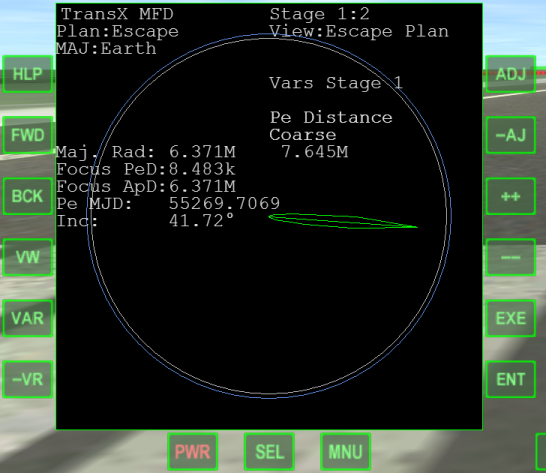 TransX MFD Stage 1:2
Plan:Escape View:Escape Plan
MAJ:Earth
HLP Vars Stage 1 ADJ
Pe Distance
FWD Coarse -AJ
Maj. Rad: 6.371M 7.645M
Focus PeD:8.483k
BCK Focus ApD:6.371M ++
Pe MJD: 55269.7069
Inc: 41.72°
VW --
VAR EXE
-VR ENT
PWR SEL MNU